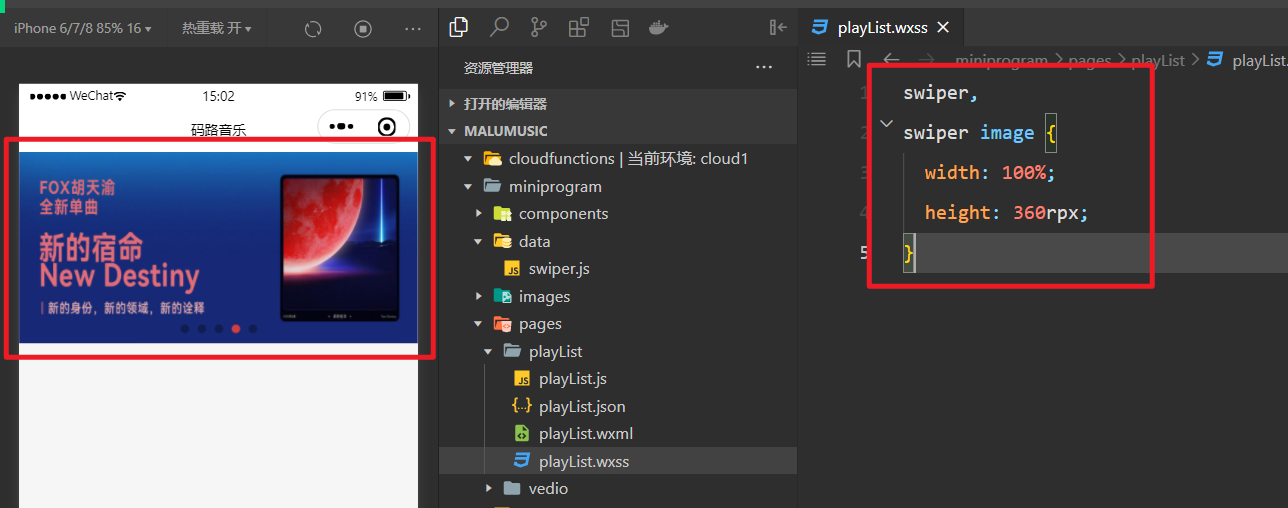 iPhone 6/7/8 85% 16
热重载 开
WeChat
15:02
91%
码路音乐
FOX胡天渝
全新单曲
新的宿命
New Destiny
新的身份，新的领域，新的诠释
资源管理器
打开的编辑器
MALUMUSIC
cloudfunctions | 当前环境: cloud1
miniprogram
components
data
JS swiper.js
images
pages
playList
JS playList.js
{..} playList.json
playList.wxml
playList.wxss
vedio
playList.wxss
miniprogram > pages > playList > playList.
1 swiper,
2 swiper image {
3 width: 100%;
4 height: 360rpx;
5 }